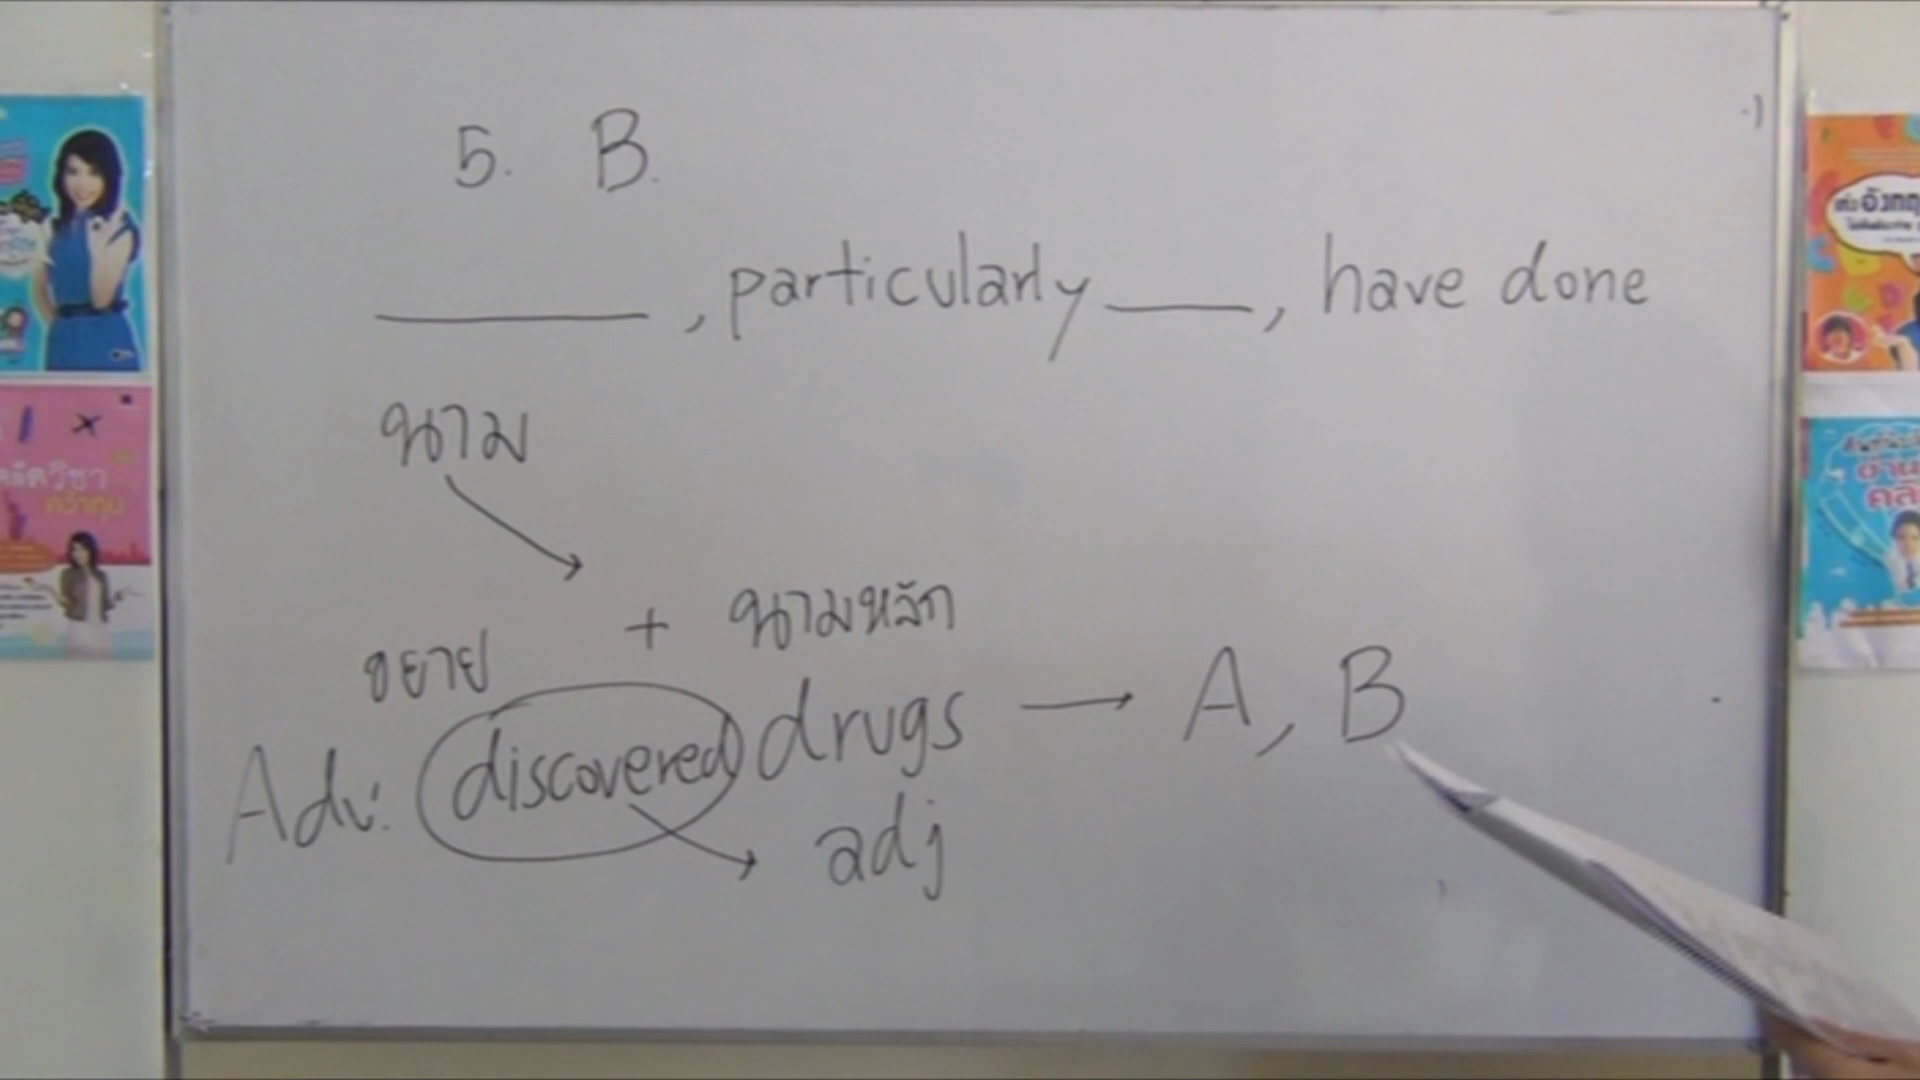 5. B.
______ , particularly ____ , have done
นาม
ขยาย + นามหลัก
Adv. discovered drugs → A, B
adj